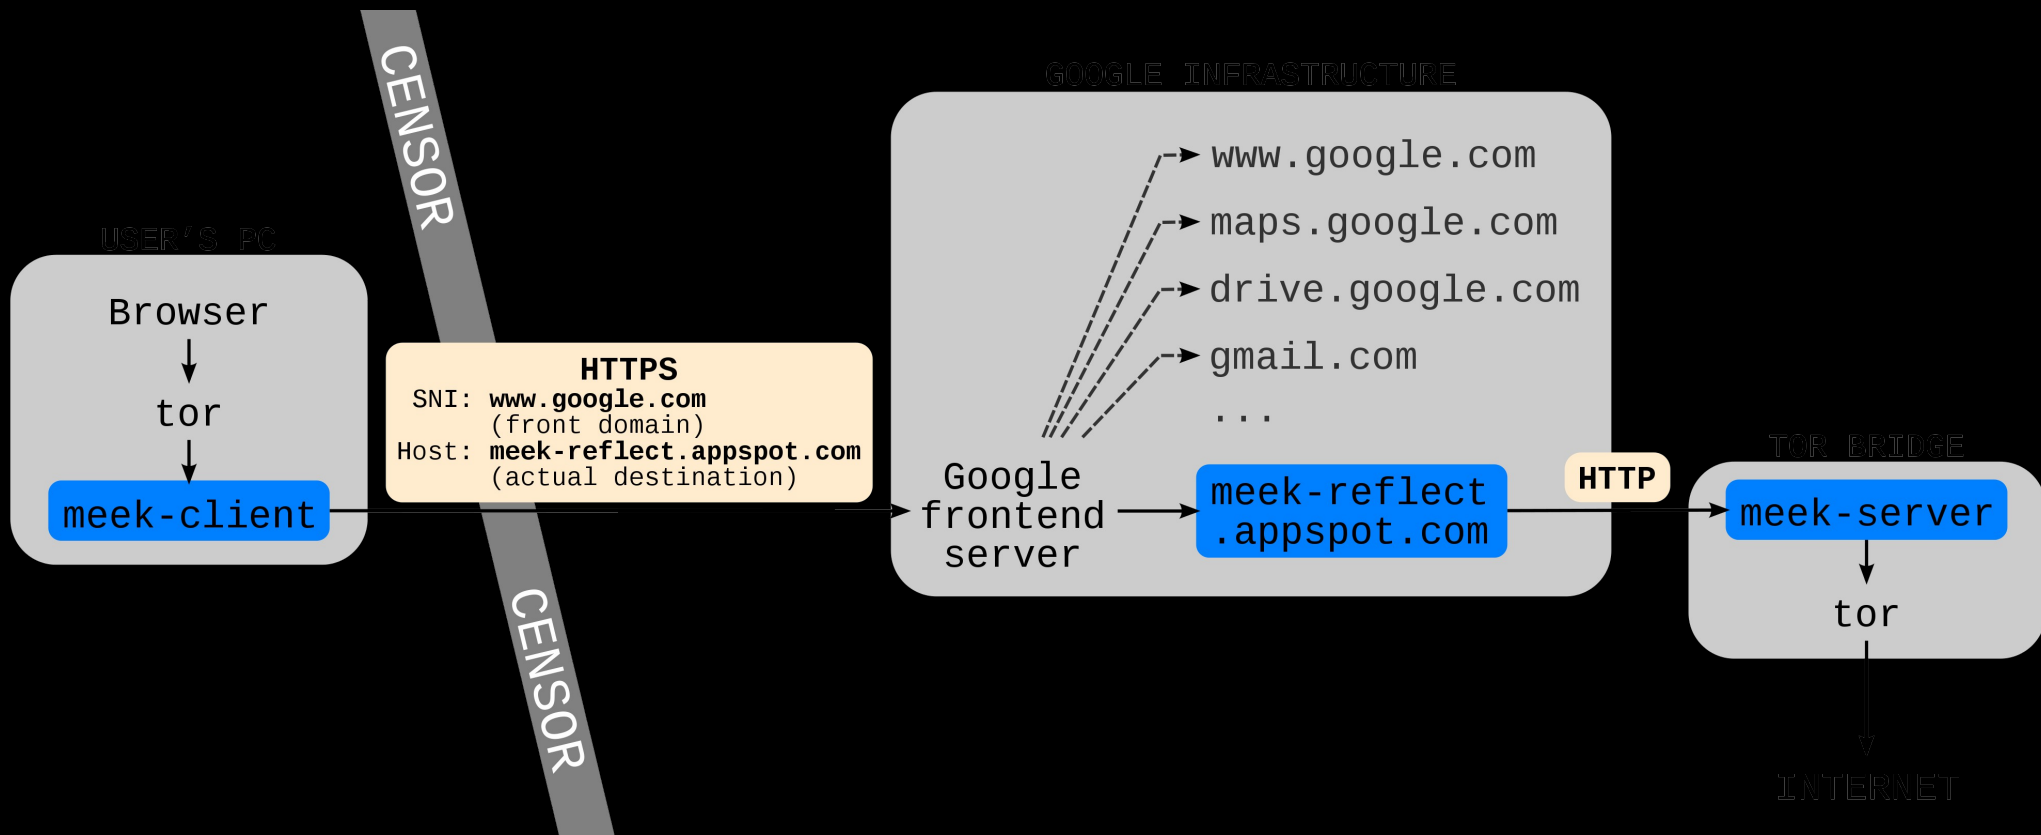 CENSOR
GOOGLE INFRASTRUCTURE
www.google.com
maps.google.com
drive.google.com
gmail.com
...
USER’S PC
Browser
tor
meek-client
HTTPS
SNI: www.google.com
(front domain)
Host: meek-reflect.appspot.com
(actual destination)
Google
frontend
server
meek-reflect
.appspot.com
HTTP
TOR BRIDGE
meek-server
tor
CENSOR
INTERNET